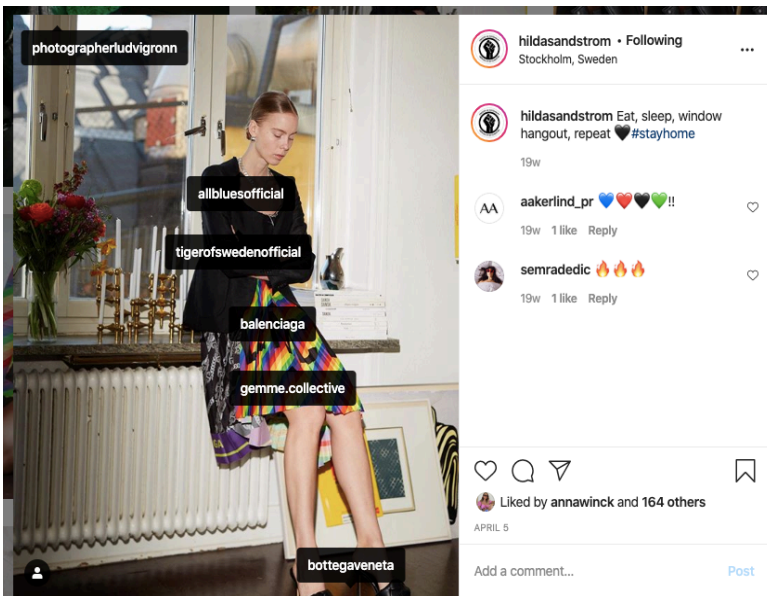 photographerludvigronn
allbluesofficial
tigerofswedenofficial
balenciaga
gemme.collective
bottegaveneta
hildasandstrom • Following
Stockholm, Sweden
hildasandstrom Eat, sleep, window
hangout, repeat 🖤#stayhome
19w
AA
aakerlind_pr 💙❤️🖤💚!!
19w 1 like Reply
semradedic 🔥🔥🔥
19w 1 like Reply
Liked by annawinck and 164 others
APRIL 5
Add a comment... Post